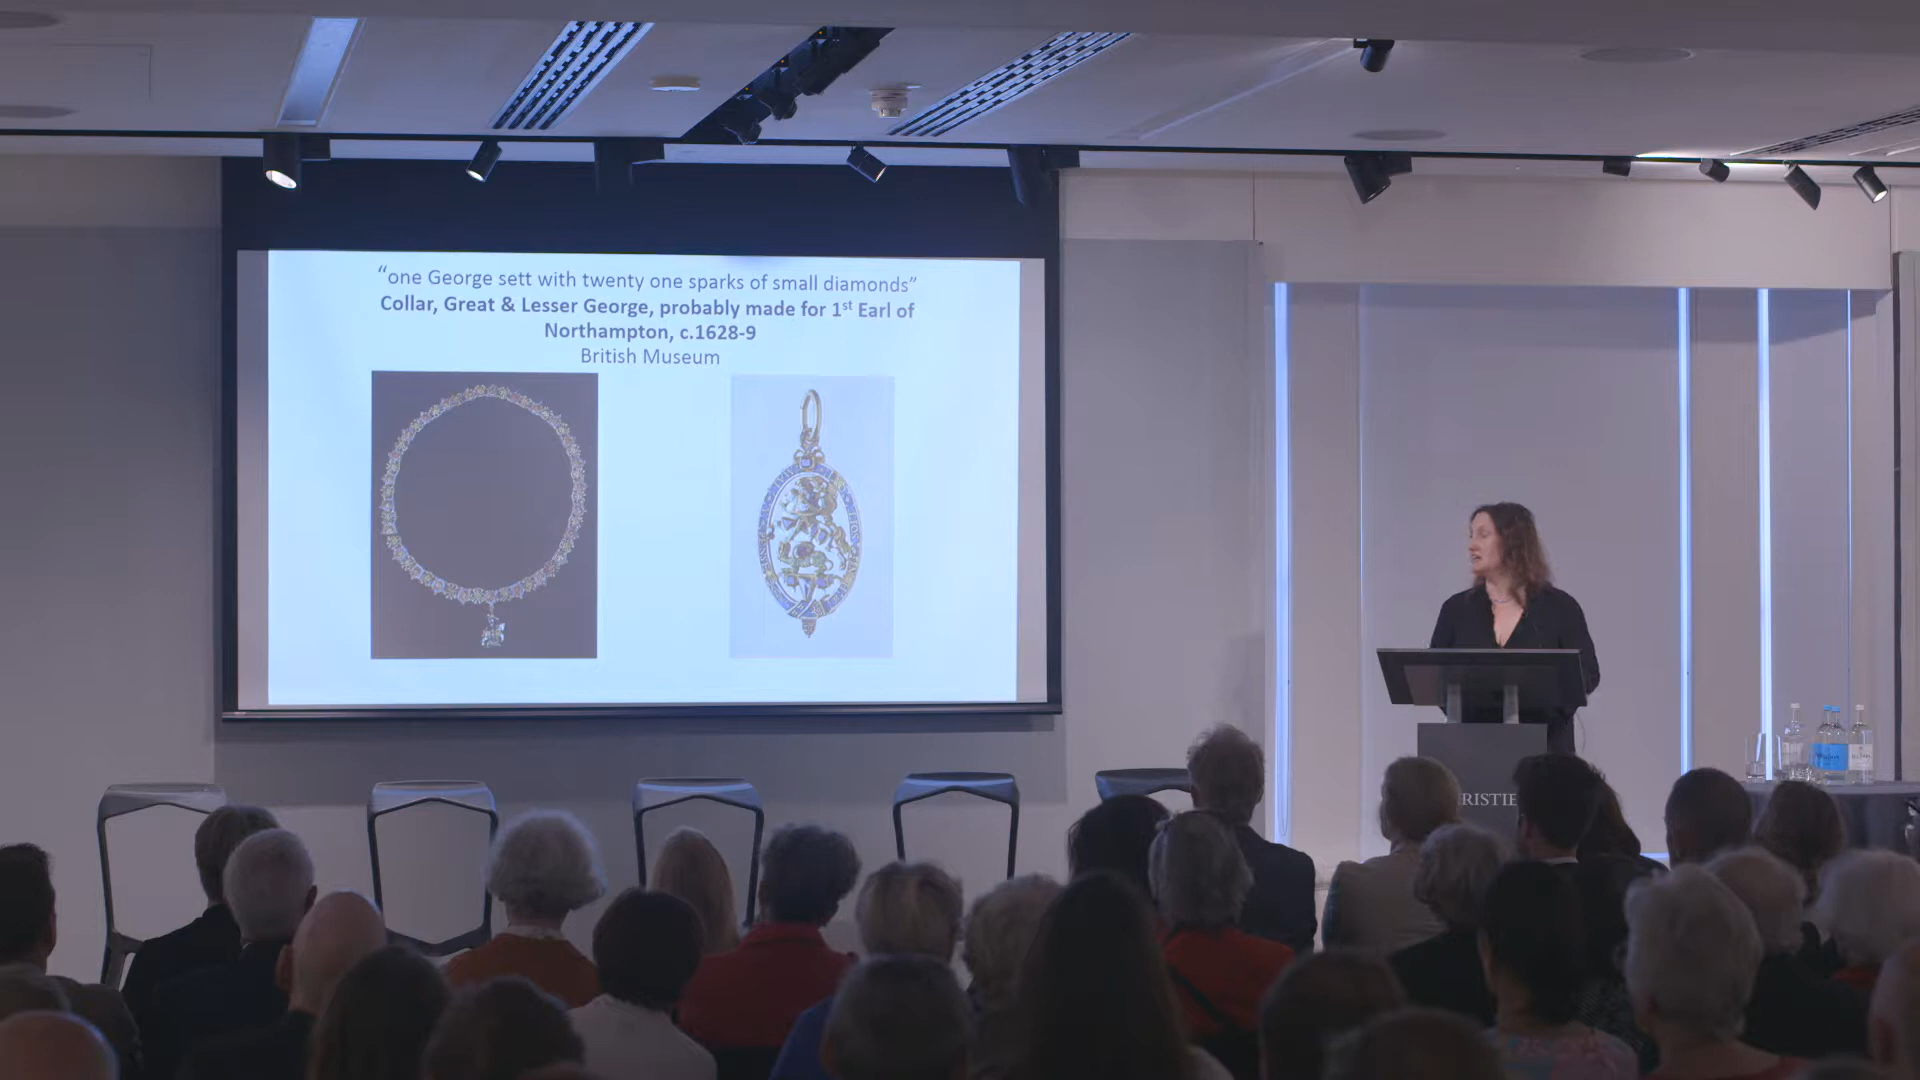 “one George sett with twenty one sparks of small diamonds”
Collar, Great & Lesser George, probably made for 1st Earl of
Northampton, c.1628-9
British Museum
RISTIE